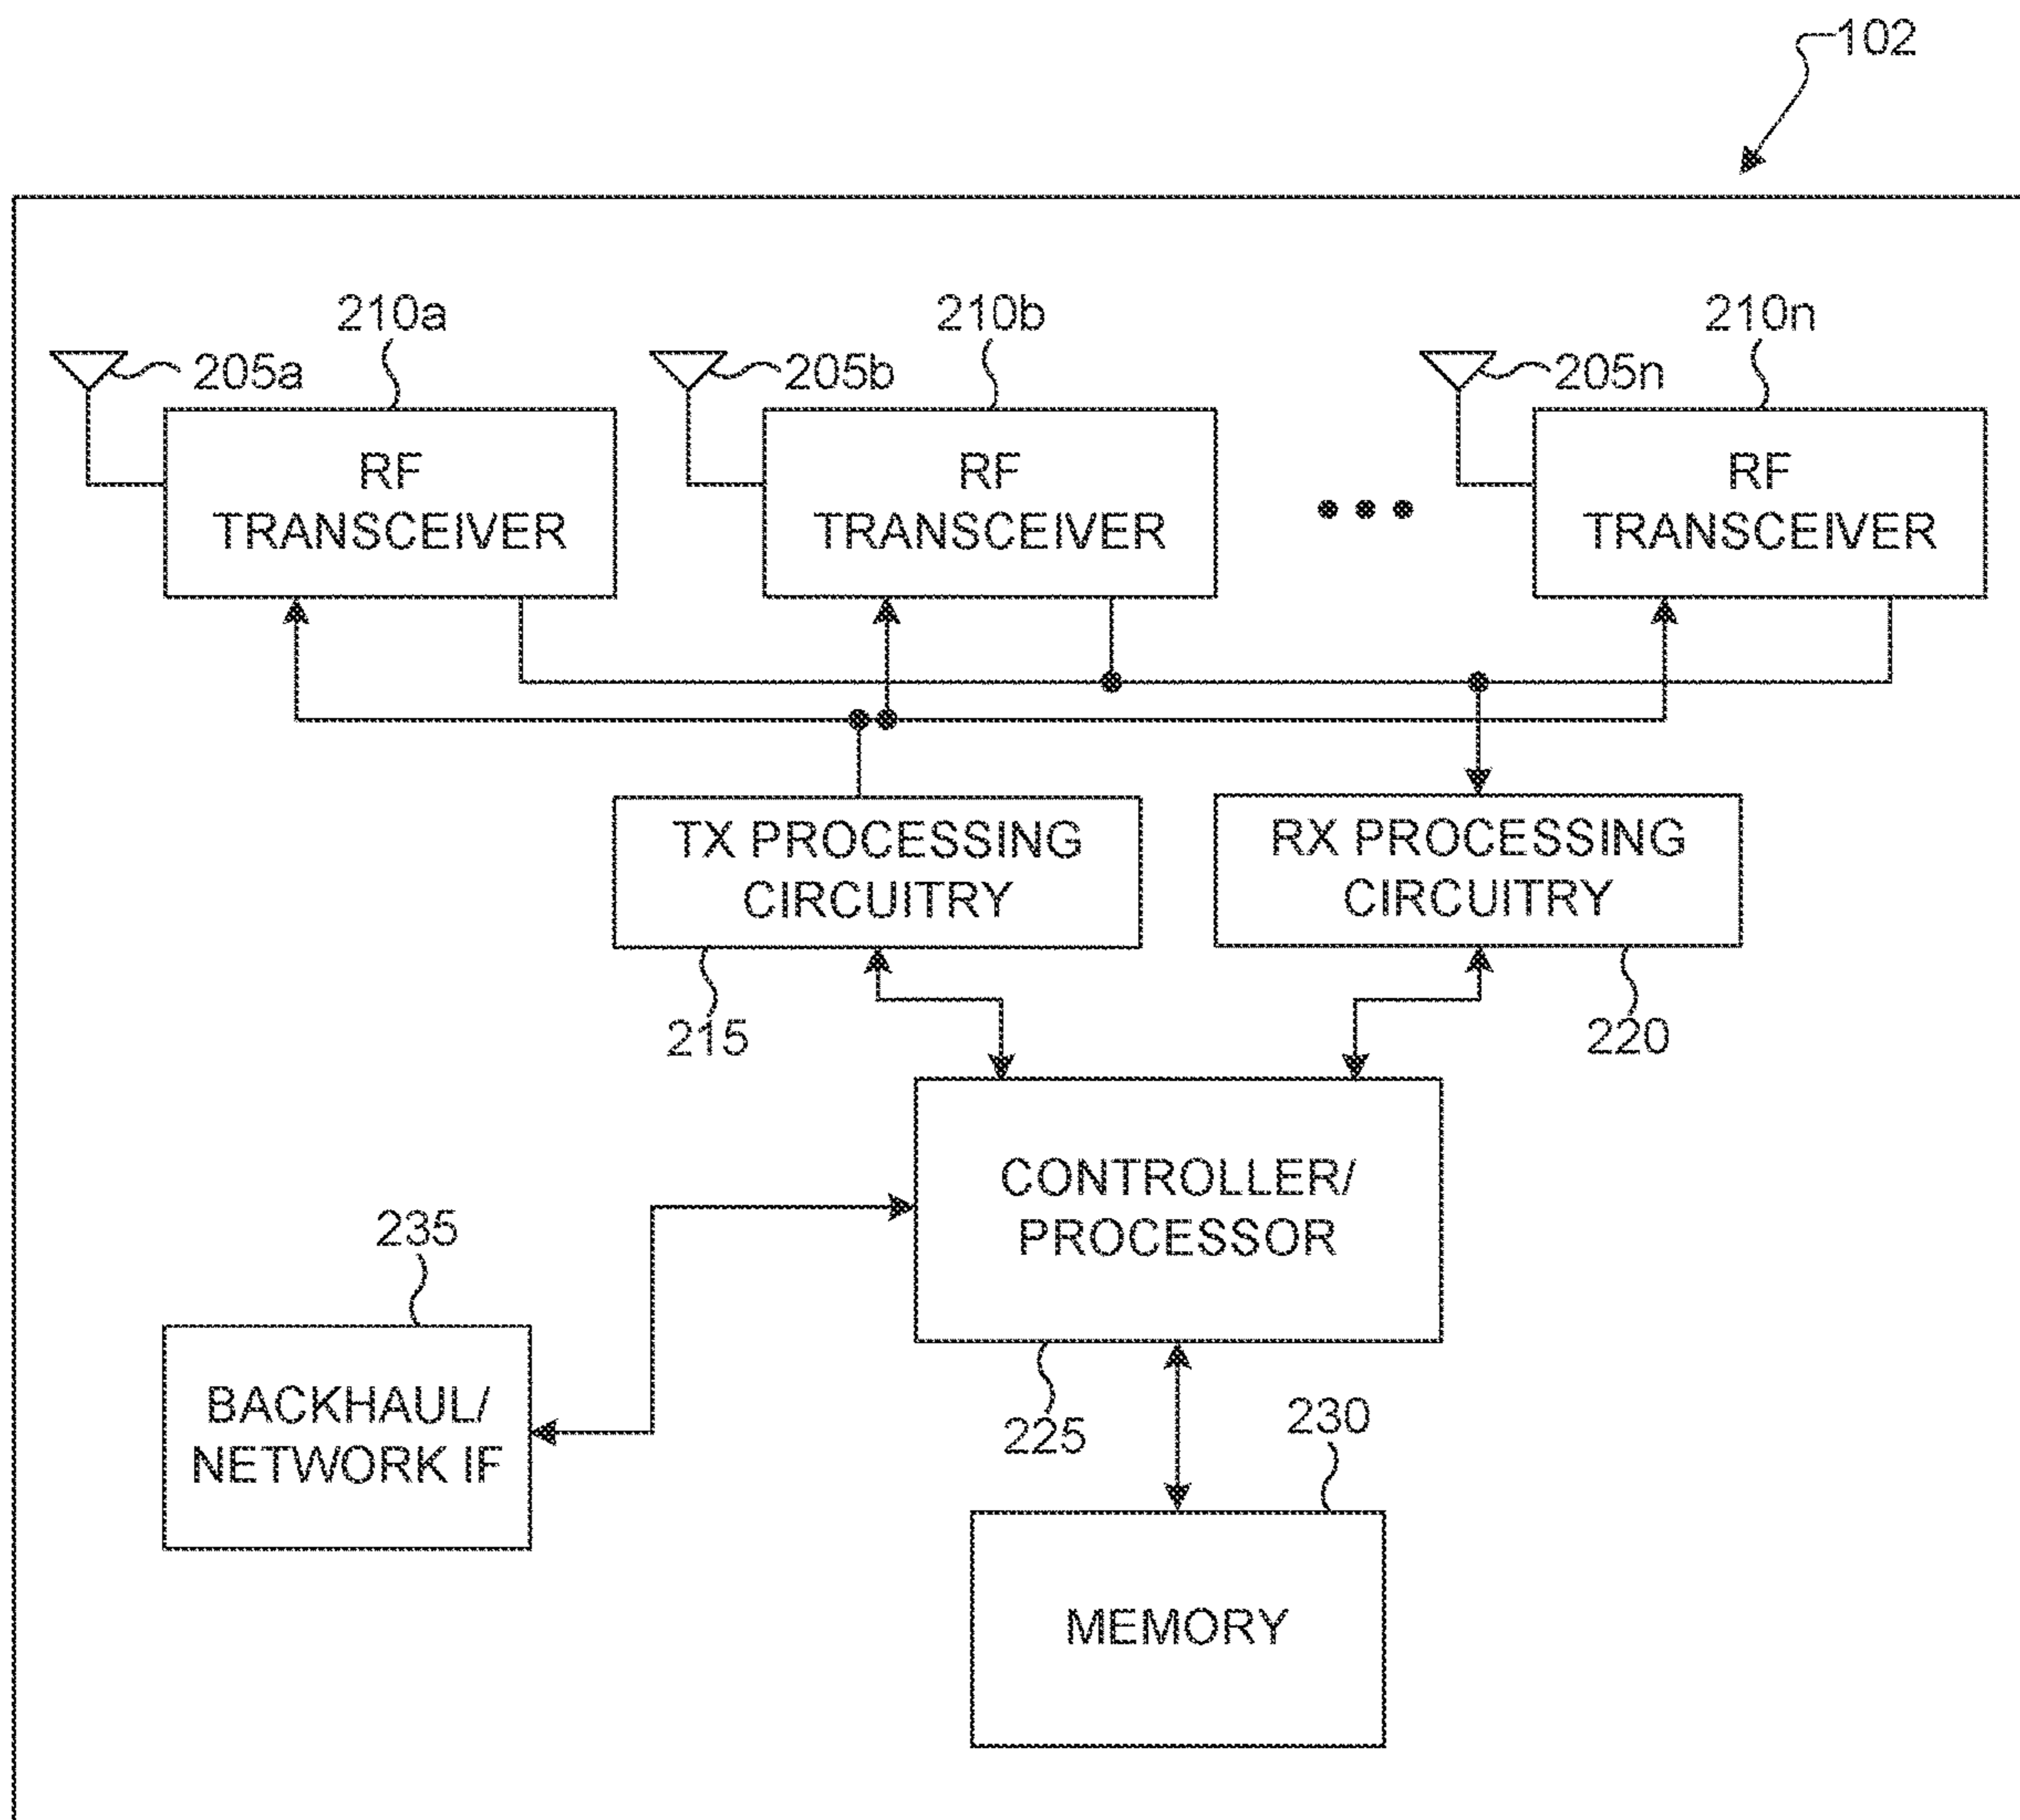 102
210a
210b
210n
205a
205b
205n
RF
TRANSCEIVER
RF
TRANSCEIVER
RF
TRANSCEIVER
TX PROCESSING
CIRCUITRY
RX PROCESSING
CIRCUITRY
215
220
CONTROLLER/
PROCESSOR
235
BACKHAUL/
NETWORK IF
225
230
MEMORY